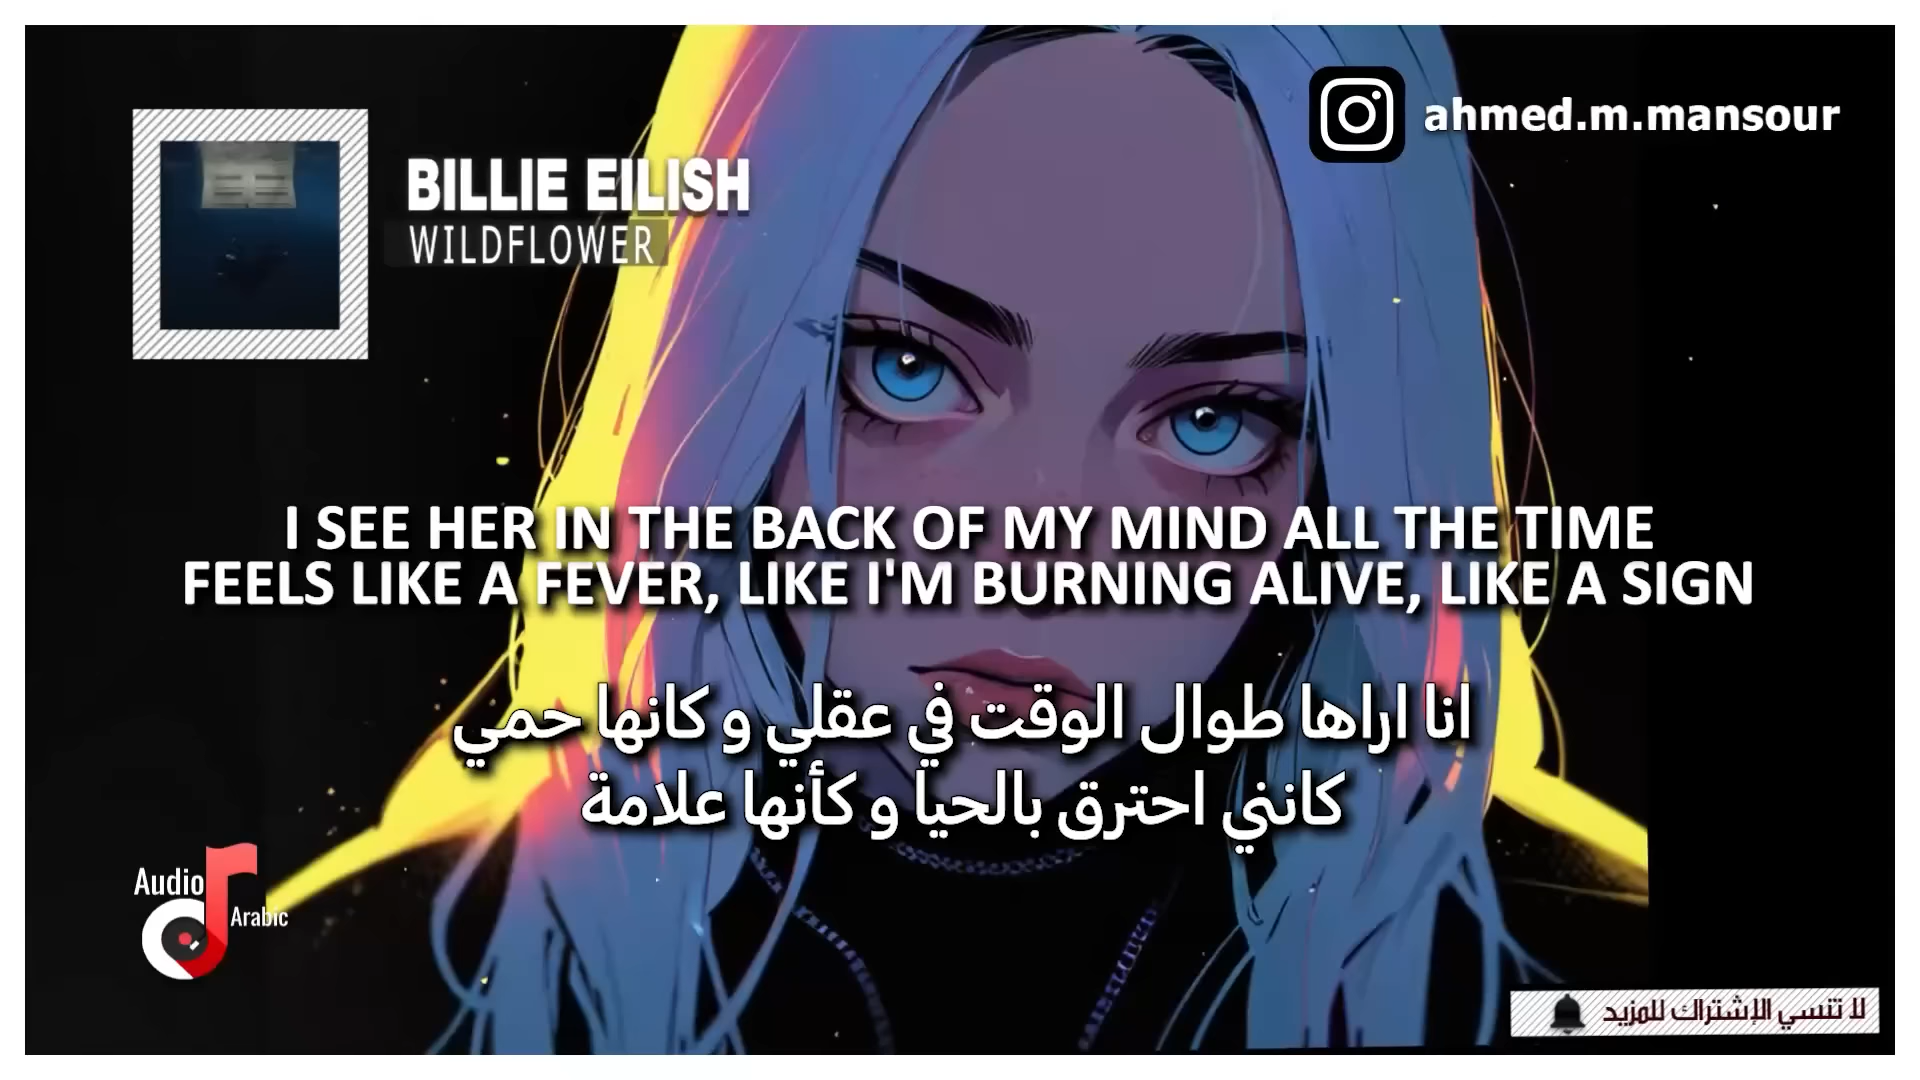 ahmed.m.mansour
BILLIE EILISH
WILDFLOWER
I SEE HER IN THE BACK OF MY MIND ALL THE TIME
FEELS LIKE A FEVER, LIKE I'M BURNING ALIVE, LIKE A SIGN
انا اراها طوال الوقت في عقلي و كانها حمي
كانني احترق بالحيا و كأنها علامة
Audio
Arabic
لا تنسي الإشتراك للمزيد